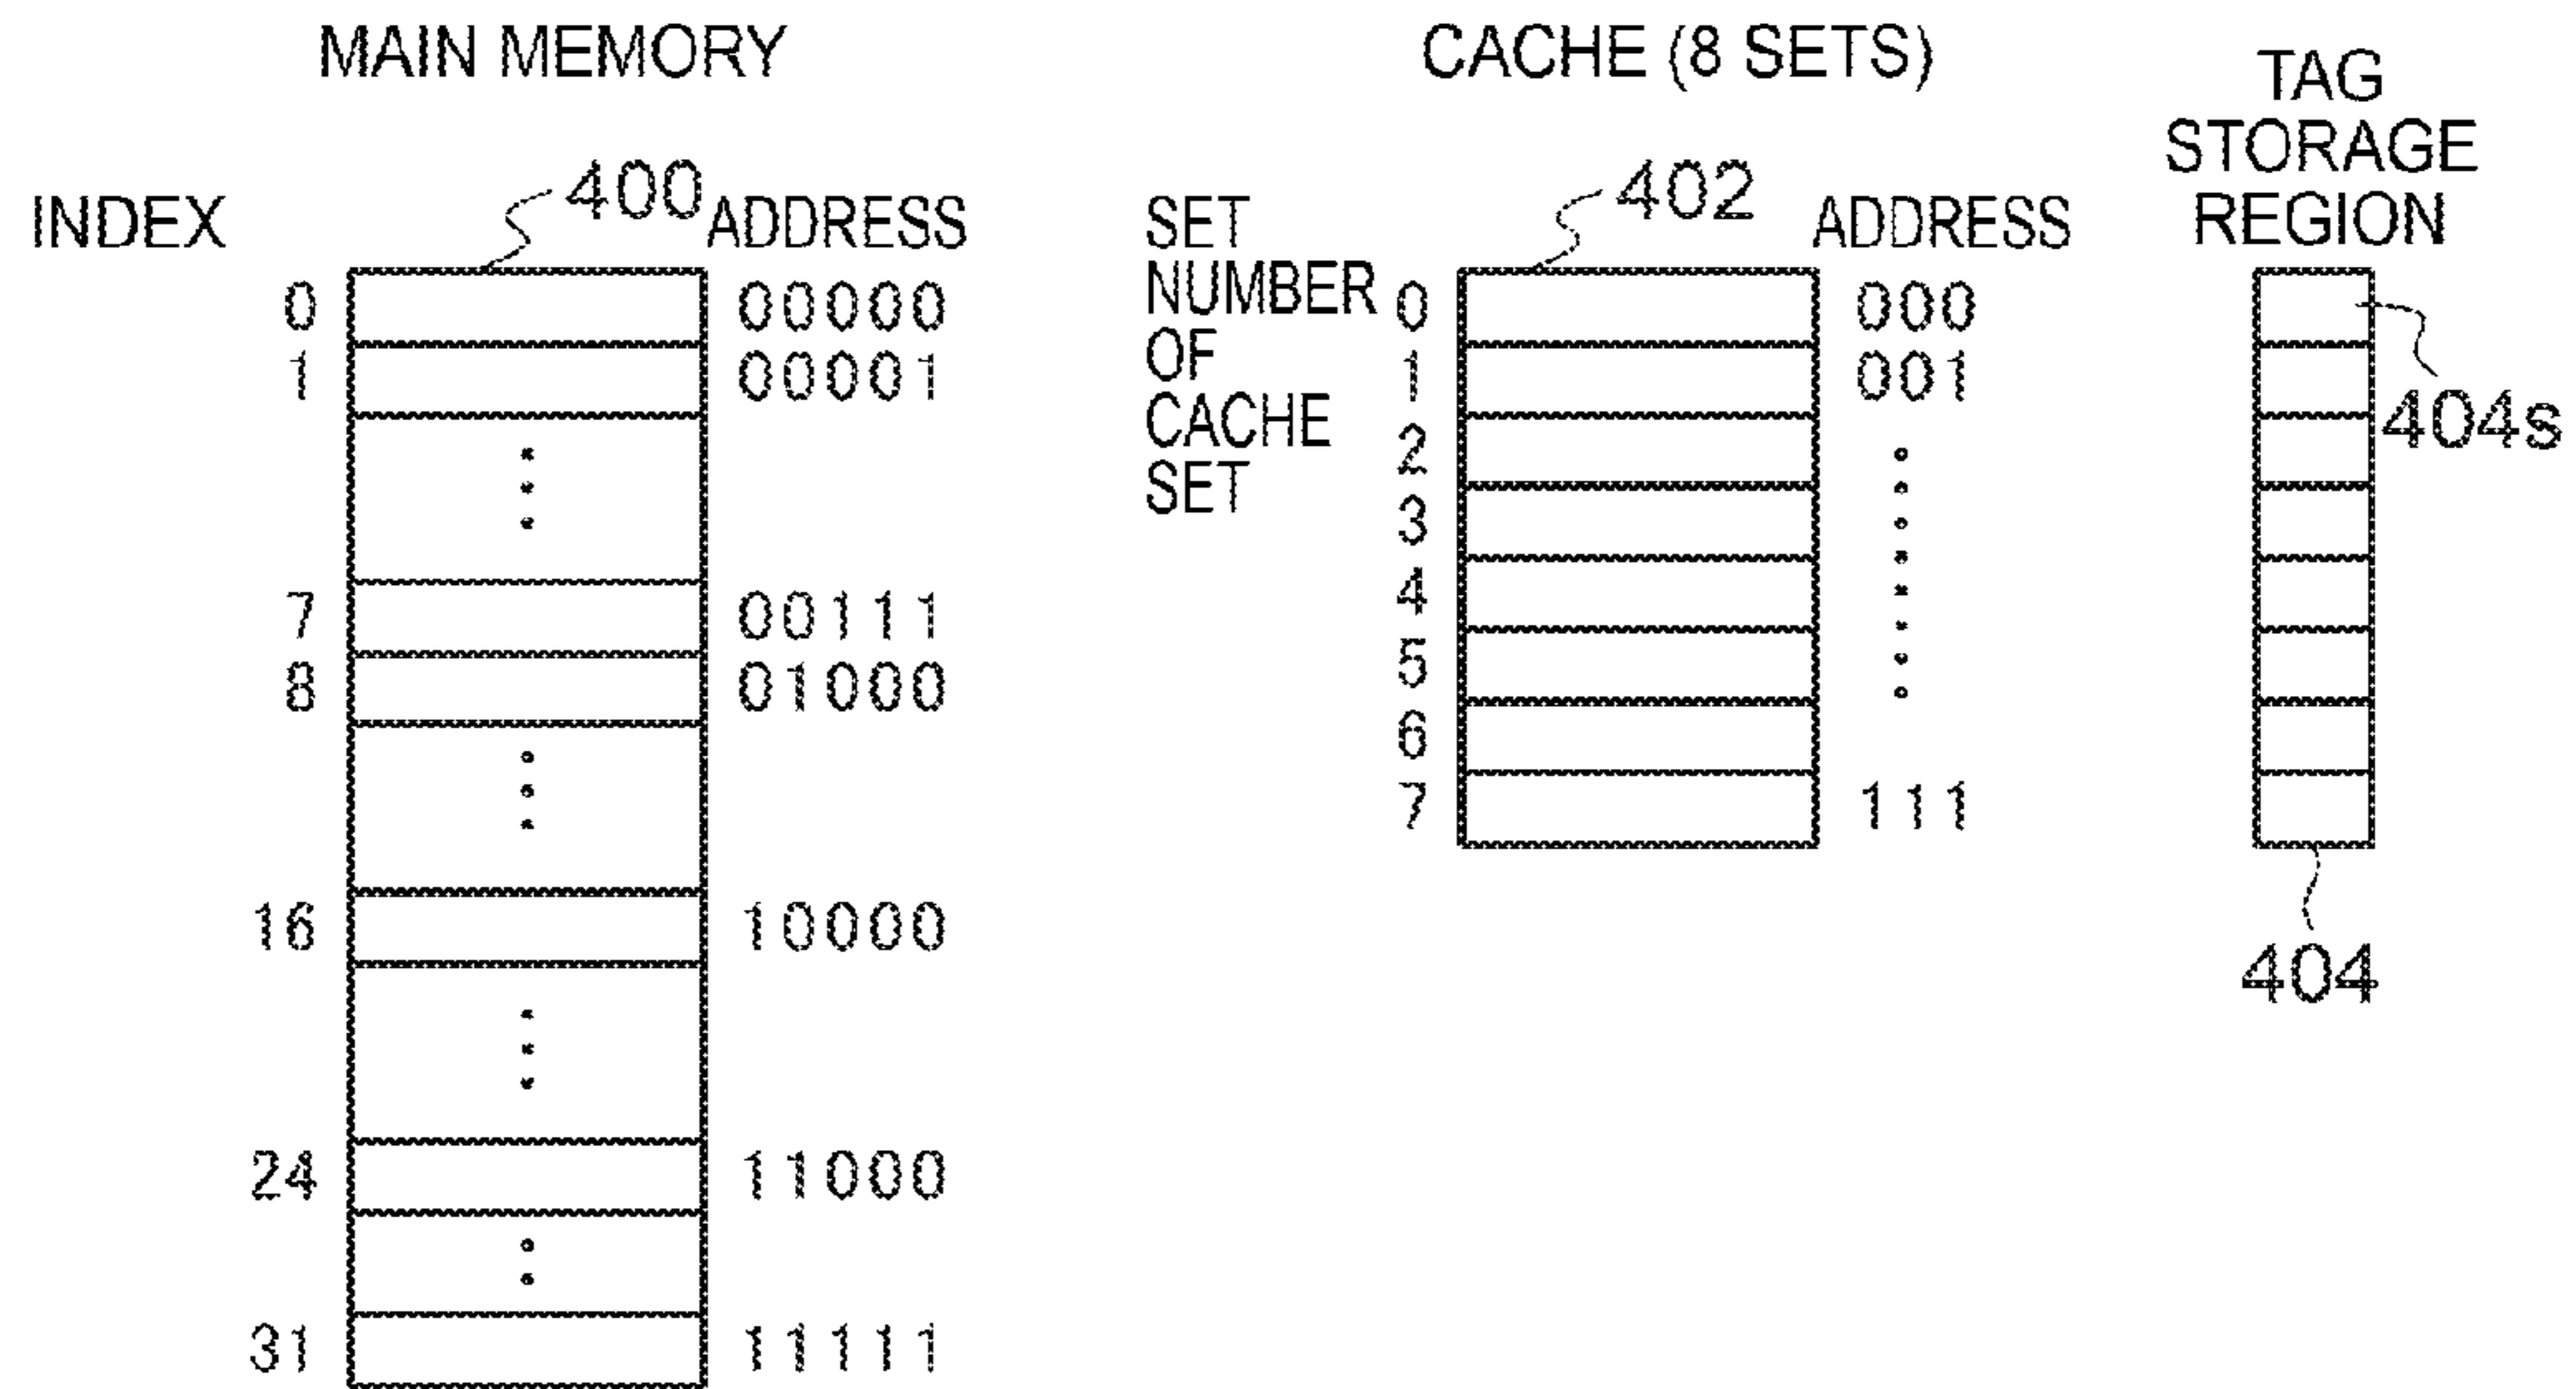 MAIN MEMORY
INDEX 400 ADDRESS
0 00000
1 00001
7 00111
8 01000
16 10000
24 11000
31 11111
CACHE (8 SETS)
SET
NUMBER
OF
CACHE
SET
402 ADDRESS
0 000
1 001
2
3
4
5
6
7 111
TAG
STORAGE
REGION
404s
404